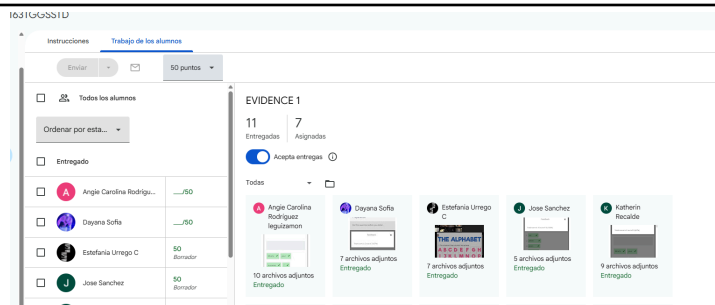 1631GGSSTD
Instrucciones
Trabajo de los alumnos
Enviar
50 puntos
Todos los alumnos
Ordenar por esta...
Entregado
A
Angie Carolina Rodrígu...
__/50
Dayana Sofía
__/50
Estefania Urrego C
50
Borrador
J
Jose Sanchez
50
Borrador
EVIDENCE 1
11
Entregadas
7
Asignadas
Acepta entregas
Todas
A
Angie Carolina
Rodríguez
leguizamon
10 archivos adjuntos
Entregado
Dayana Sofía
7 archivos adjuntos
Entregado
Estefania Urrego
C
THE ALPHABET
A B C D E F G H
I J K L M N O P
7 archivos adjuntos
Entregado
J
Jose Sanchez
5 archivos adjuntos
Entregado
K
Katherin
Recalde
9 archivos adjuntos
Entregado